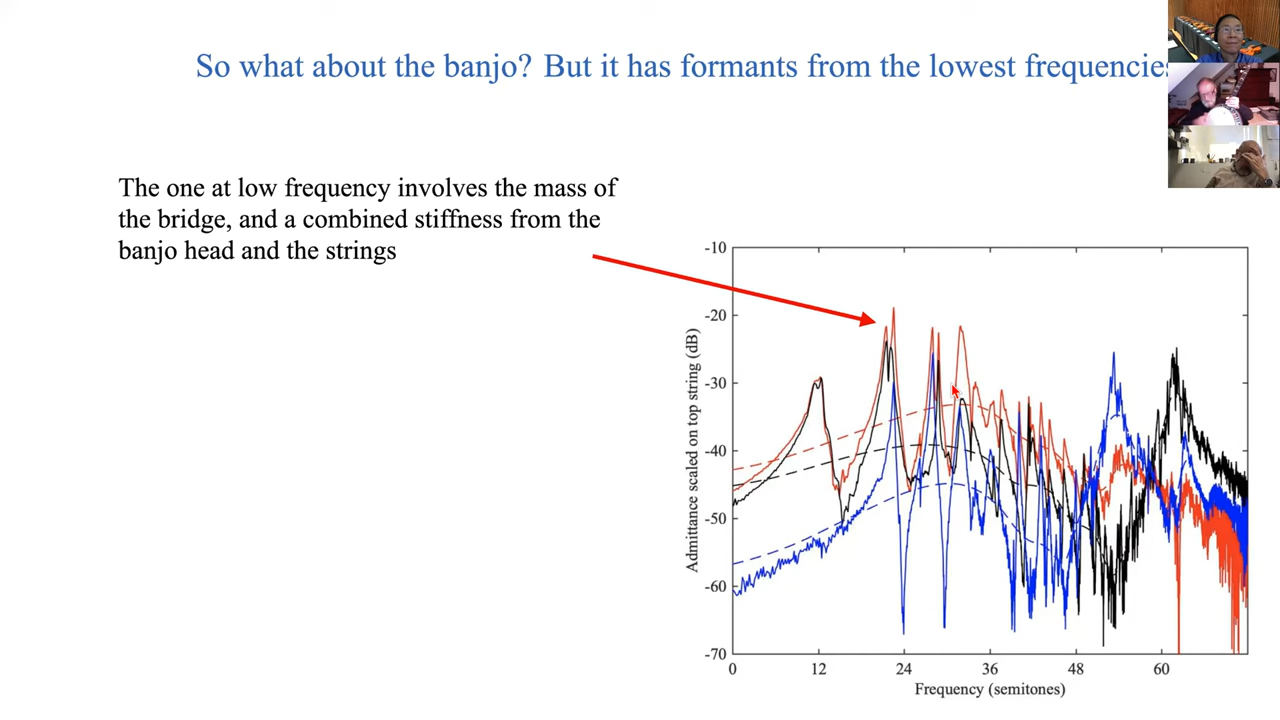 So what about the banjo? But it has formants from the lowest frequencies
The one at low frequency involves the mass of
the bridge, and a combined stiffness from the
banjo head and the strings
Admittance scaled on top string (dB)
-10
-20
-30
-40
-50
-60
-70
0 12 24 36 48 60
Frequency (semitones)